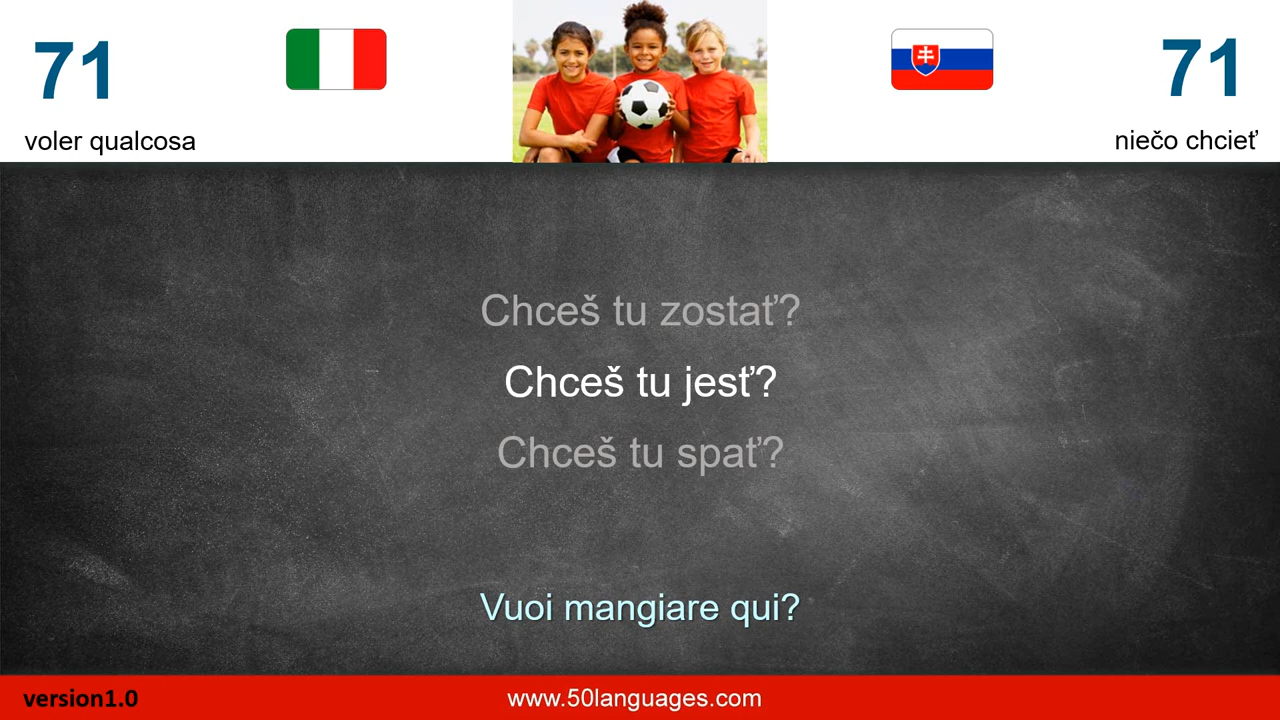 71
71
voler qualcosa
niečo chcieť
Chceš tu zostať?
Chceš tu jesť?
Chceš tu spať?
Vuoi mangiare qui?
version1.0
www.50languages.com